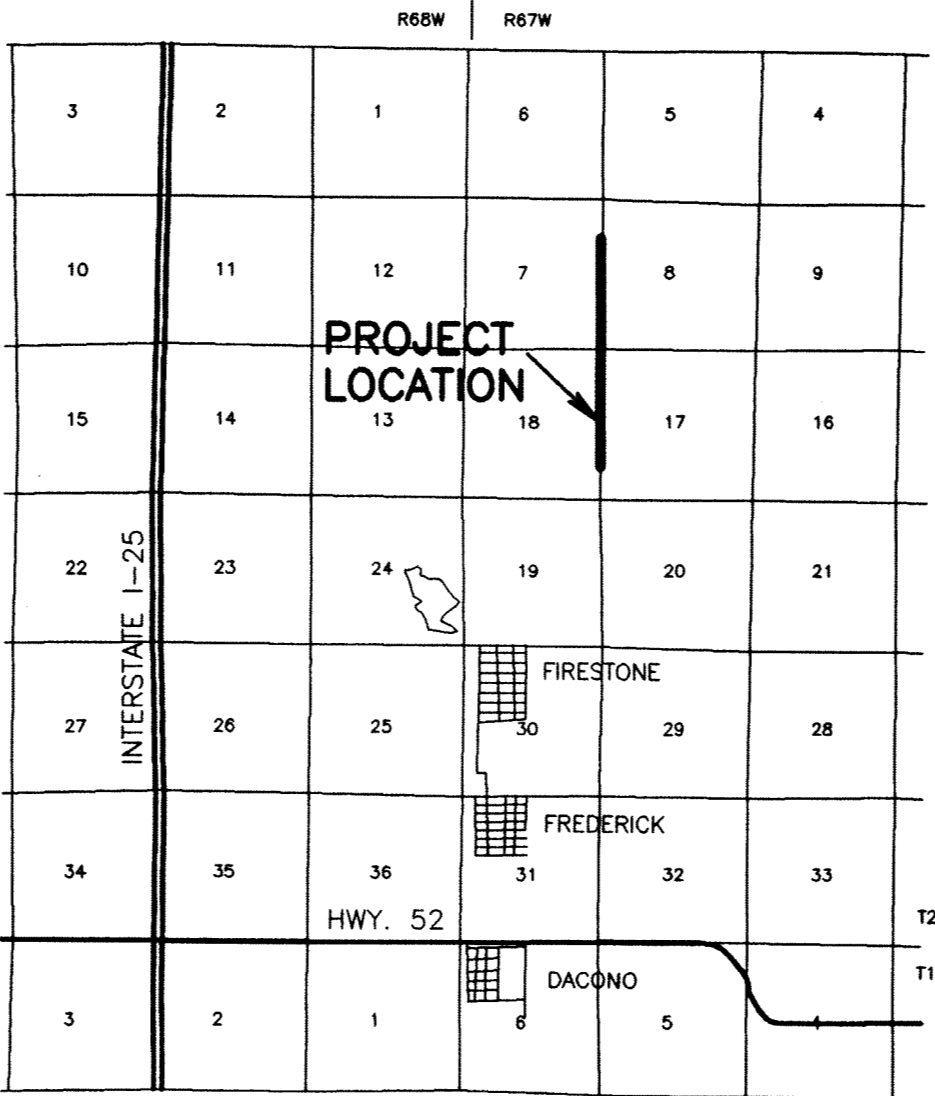 R68W R67W
3 2 1 6 5 4
10 11 12 7 8 9
PROJECT
LOCATION
15 14 13 18 17 16
INTERSTATE I-25
22 23 24 19 20 21
FIRESTONE
27 26 25 30 29 28
FREDERICK
34 35 36 31 32 33
HWY. 52
T2
T1
DACONO
3 2 1 6 5 4